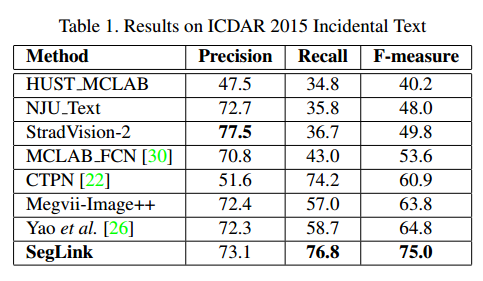 Table 1. Results on ICDAR 2015 Incidental Text
Method Precision Recall F-measure
HUST_MCLAB 47.5 34.8 40.2
NJU_Text 72.7 35.8 48.0
StradVision-2 77.5 36.7 49.8
MCLAB_FCN [30] 70.8 43.0 53.6
CTPN [22] 51.6 74.2 60.9
Megvii-Image++ 72.4 57.0 63.8
Yao et al. [26] 72.3 58.7 64.8
SegLink 73.1 76.8 75.0